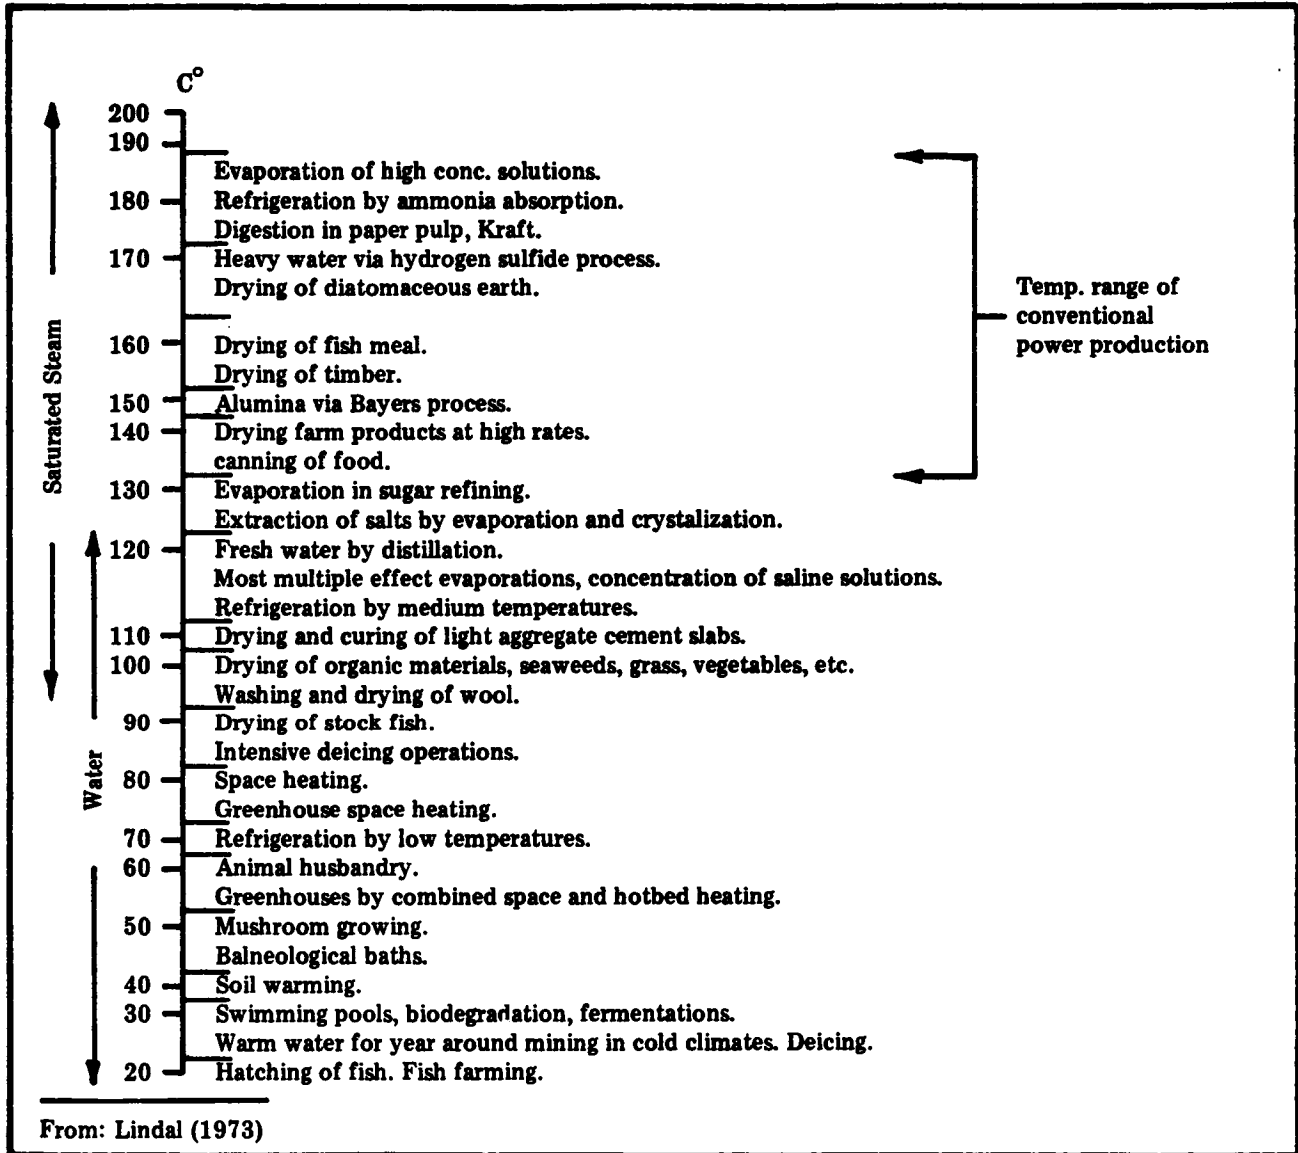 C°
200
190
Evaporation of high conc. solutions.
180 Refrigeration by ammonia absorption.
Digestion in paper pulp, Kraft.
170 Heavy water via hydrogen sulfide process.
Drying of diatomaceous earth.
Temp. range of
conventional
power production
160 Drying of fish meal.
Drying of timber.
150 Alumina via Bayers process.
140 Drying farm products at high rates.
canning of food.
130 Evaporation in sugar refining.
Extraction of salts by evaporation and crystalization.
120 Fresh water by distillation.
Most multiple effect evaporations, concentration of saline solutions.
Refrigeration by medium temperatures.
110 Drying and curing of light aggregate cement slabs.
100 Drying of organic materials, seaweeds, grass, vegetables, etc.
Washing and drying of wool.
90 Drying of stock fish.
Intensive deicing operations.
80 Space heating.
Greenhouse space heating.
70 Refrigeration by low temperatures.
60 Animal husbandry.
Greenhouses by combined space and hotbed heating.
50 Mushroom growing.
Balneological baths.
40 Soil warming.
30 Swimming pools, biodegradation, fermentations.
Warm water for year around mining in cold climates. Deicing.
20 Hatching of fish. Fish farming.
Saturated Steam
Water
From: Lindal (1973)